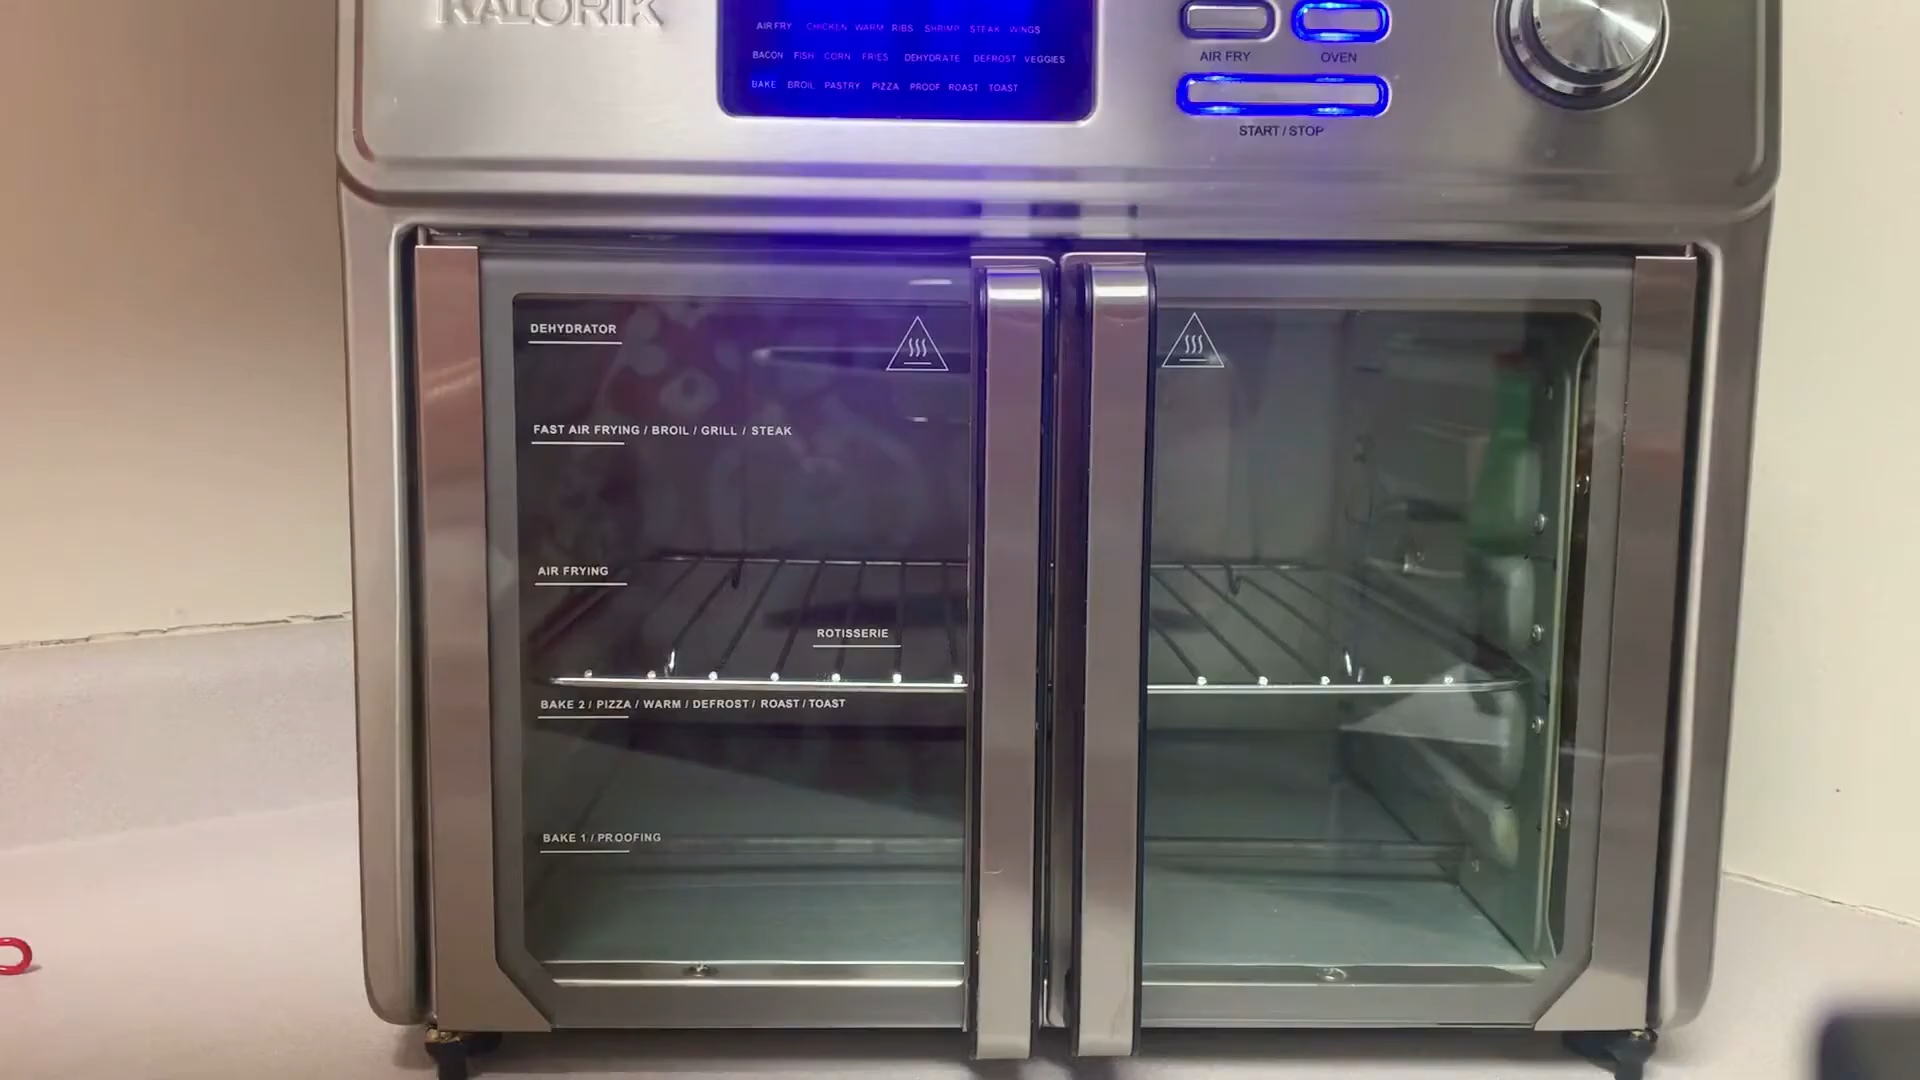 KALORIK
AIR FRY CHICKEN WARM RIBS SHRIMP STEAK WINGS
BACON FISH CORN FRIES DEHYDRATE DEFROST VEGGIES
BAKE BROIL PASTRY PIZZA PROOF ROAST TOAST
AIR FRY OVEN
START / STOP
DEHYDRATOR
FAST AIR FRYING / BROIL / GRILL / STEAK
AIR FRYING
ROTISSERIE
BAKE 2 / PIZZA / WARM / DEFROST / ROAST / TOAST
BAKE 1 / PROOFING